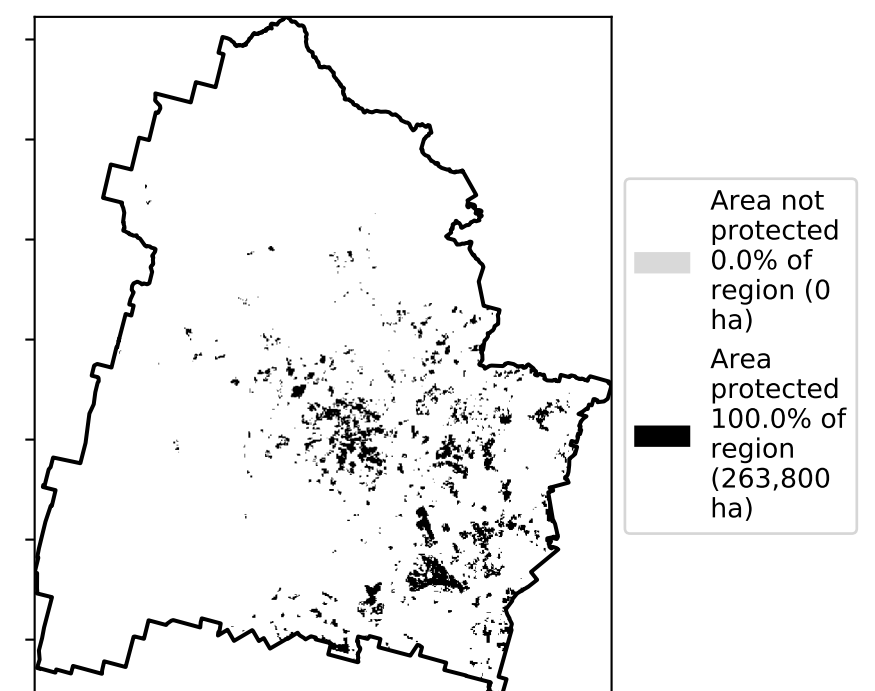 Area not
protected
0.0% of
region (0
ha)
Area
protected
100.0% of
region
(263,800
ha)